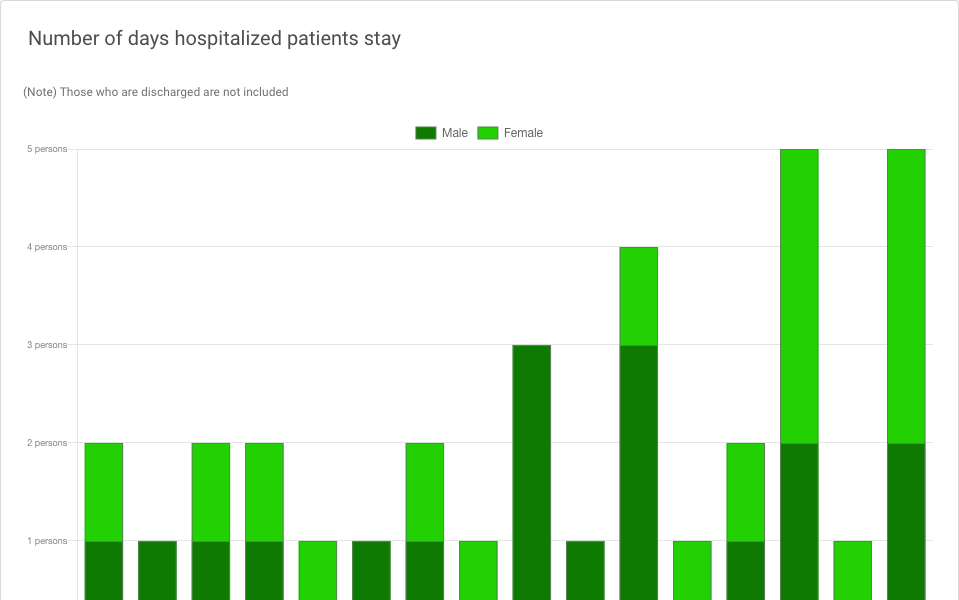 Number of days hospitalized patients stay
(Note) Those who are discharged are not included
Male Female
5 persons
4 persons
3 persons
2 persons
1 persons